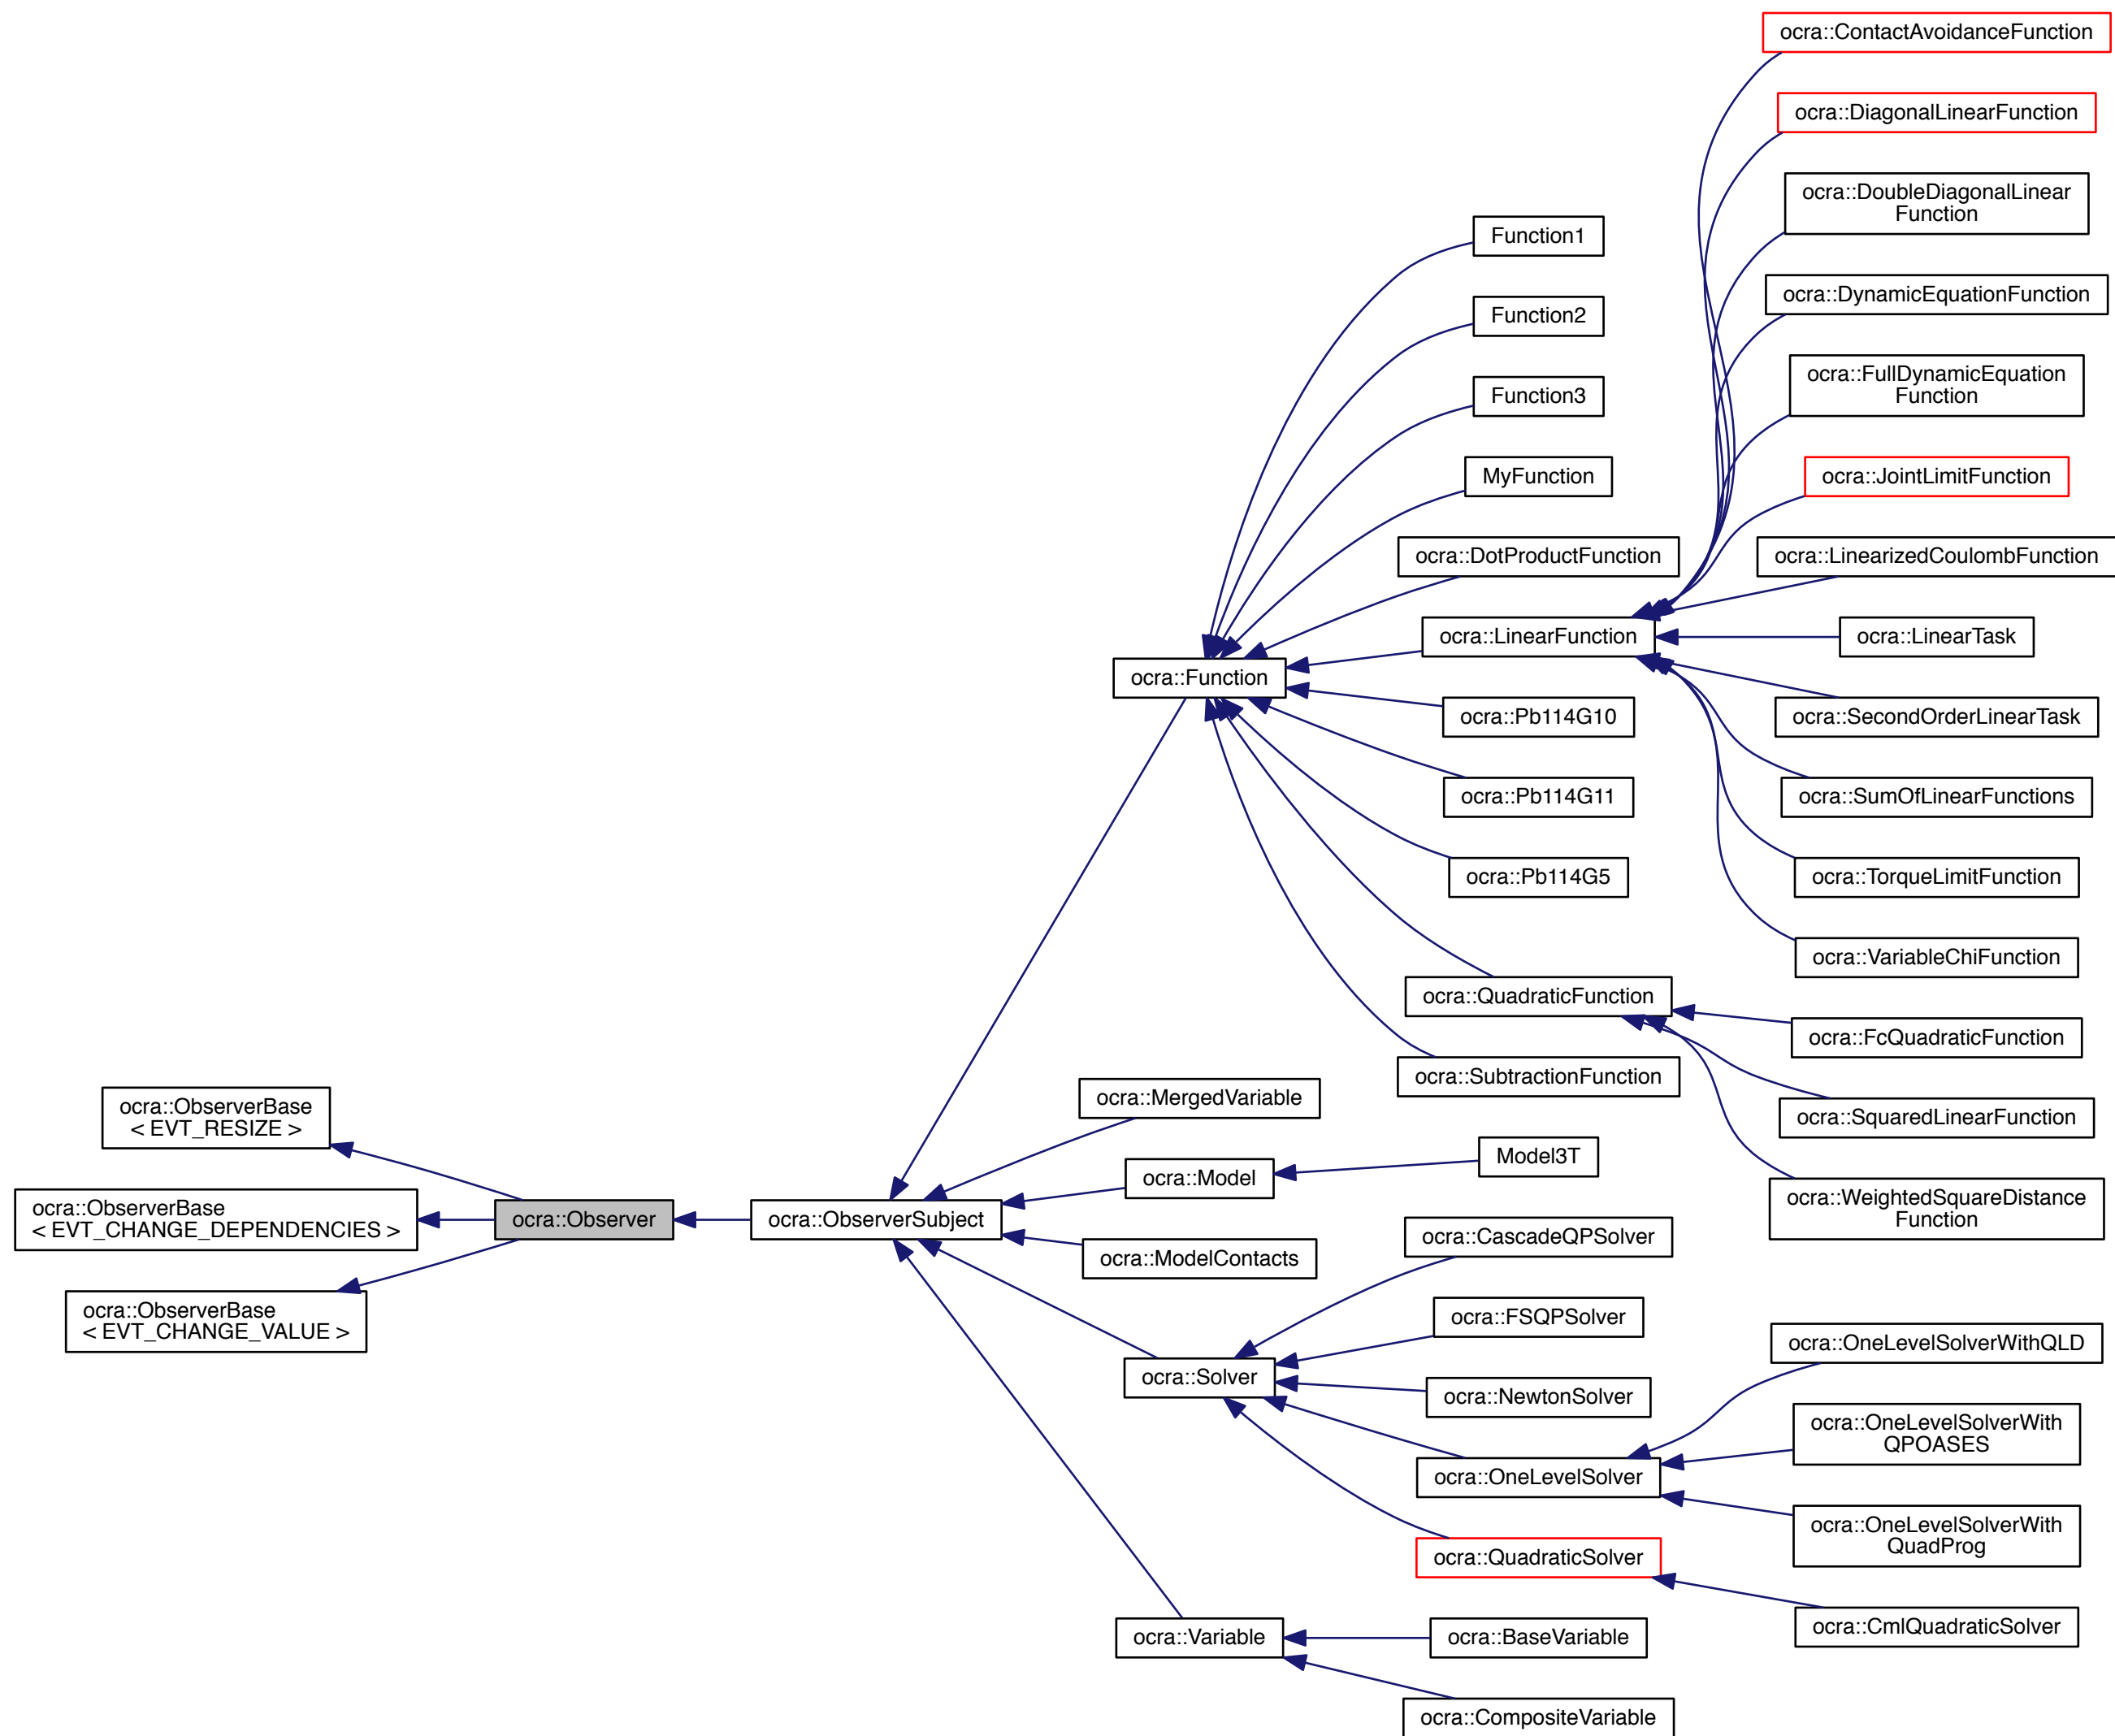 ocra::ContactAvoidanceFunction
ocra::DiagonalLinearFunction
ocra::DoubleDiagonalLinear
Function
Function1
ocra::DynamicEquationFunction
Function2
ocra::FullDynamicEquation
Function
Function3
MyFunction
ocra::JointLimitFunction
ocra::DotProductFunction
ocra::LinearizedCoulombFunction
ocra::LinearFunction
ocra::LinearTask
ocra::Function
ocra::Pb114G10
ocra::SecondOrderLinearTask
ocra::Pb114G11
ocra::SumOfLinearFunctions
ocra::Pb114G5
ocra::TorqueLimitFunction
ocra::VariableChiFunction
ocra::QuadraticFunction
ocra::FcQuadraticFunction
ocra::SubtractionFunction
ocra::MergedVariable
ocra::SquaredLinearFunction
ocra::ObserverBase
< EVT_RESIZE >
Model3T
ocra::Model
ocra::WeightedSquareDistance
Function
ocra::ObserverBase
< EVT_CHANGE_DEPENDENCIES >
ocra::Observer
ocra::ObserverSubject
ocra::CascadeQPSolver
ocra::ModelContacts
ocra::ObserverBase
< EVT_CHANGE_VALUE >
ocra::FSQPSolver
ocra::OneLevelSolverWithQLD
ocra::Solver
ocra::NewtonSolver
ocra::OneLevelSolverWith
QPOASES
ocra::OneLevelSolver
ocra::OneLevelSolverWith
QuadProg
ocra::QuadraticSolver
ocra::CmlQuadraticSolver
ocra::Variable
ocra::BaseVariable
ocra::CompositeVariable